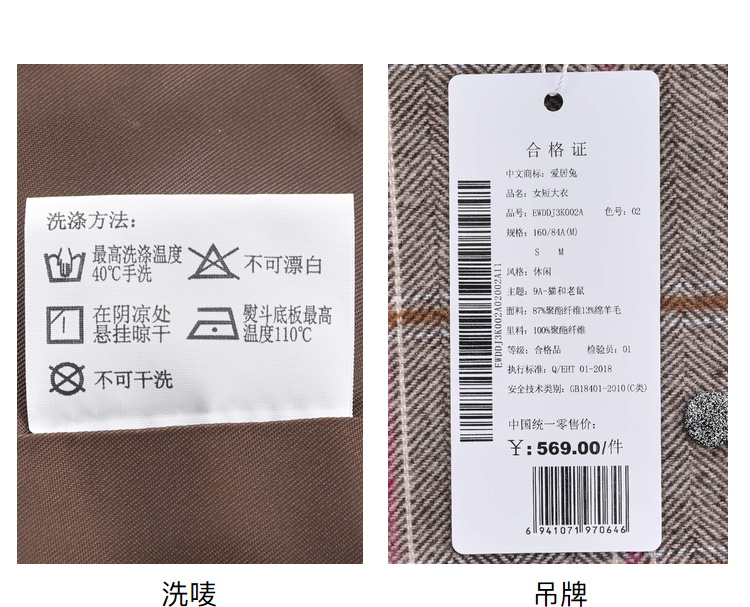 洗涤方法：
最高洗涤温度
40℃手洗
不可漂白
在阴凉处
悬挂晾干
熨斗底板最高
温度110℃
不可干洗
洗唛
合格证
中文商标：爱居兔
品名：女短大衣
品号：EWDDJ3K002A 色号：02
规格：160/84A(M)
S M
风格：休闲
主题：9A-猫和老鼠
面料：87%聚酯纤维13%绵羊毛
里料：100%聚酯纤维
等级：合格品 检验员：01
执行标准：Q/EHT 01-2018
安全技术类别：GB18401-2010(C类)
中国统一零售价：
¥:569.00/件
6 941071 970646
EWDDJ3K002A02002A11
吊牌